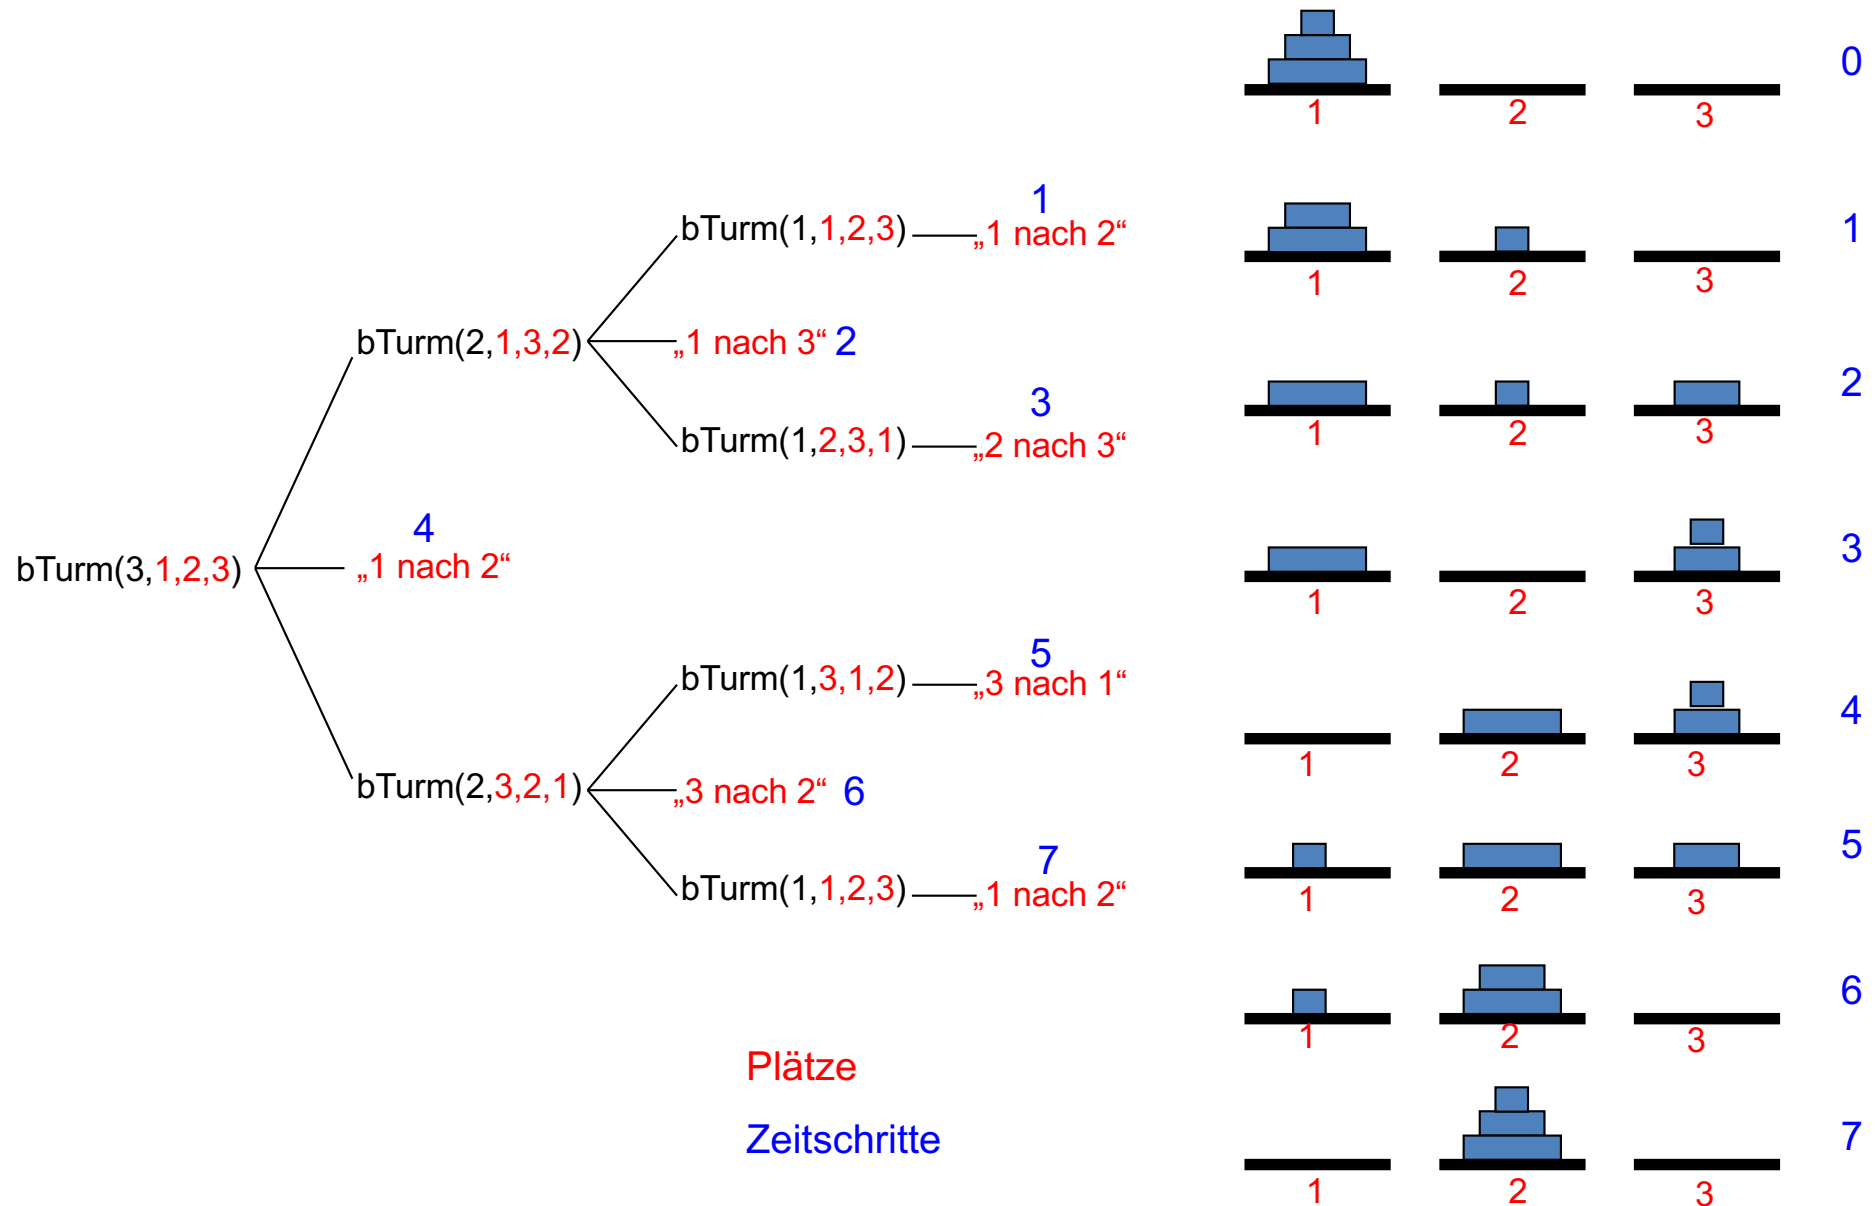 0
1 2 3
1
bTurm(1,1,2,3) „1 nach 2“
1
1 2 3
bTurm(2,1,3,2) „1 nach 3“ 2
2
1 2 3
3
bTurm(1,2,3,1) „2 nach 3“
4
bTurm(3,1,2,3) „1 nach 2“
3
1 2 3
5
bTurm(1,3,1,2) „3 nach 1“
4
1 2 3
bTurm(2,3,2,1) „3 nach 2“ 6
7
bTurm(1,1,2,3) „1 nach 2“
5
1 2 3
6
1 2 3
Plätze
Zeitschritte
7
1 2 3